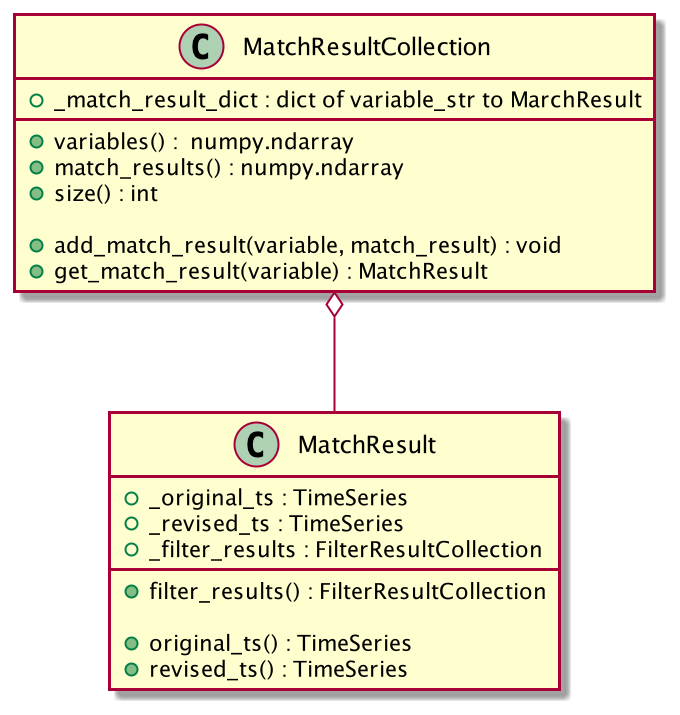 C MatchResultCollection
_match_result_dict : dict of variable_str to MarchResult
variables() :  numpy.ndarray
match_results() : numpy.ndarray
size() : int
add_match_result(variable, match_result) : void
get_match_result(variable) : MatchResult
C MatchResult
_original_ts : TimeSeries
_revised_ts : TimeSeries
_filter_results : FilterResultCollection
filter_results() : FilterResultCollection
original_ts() : TimeSeries
revised_ts() : TimeSeries